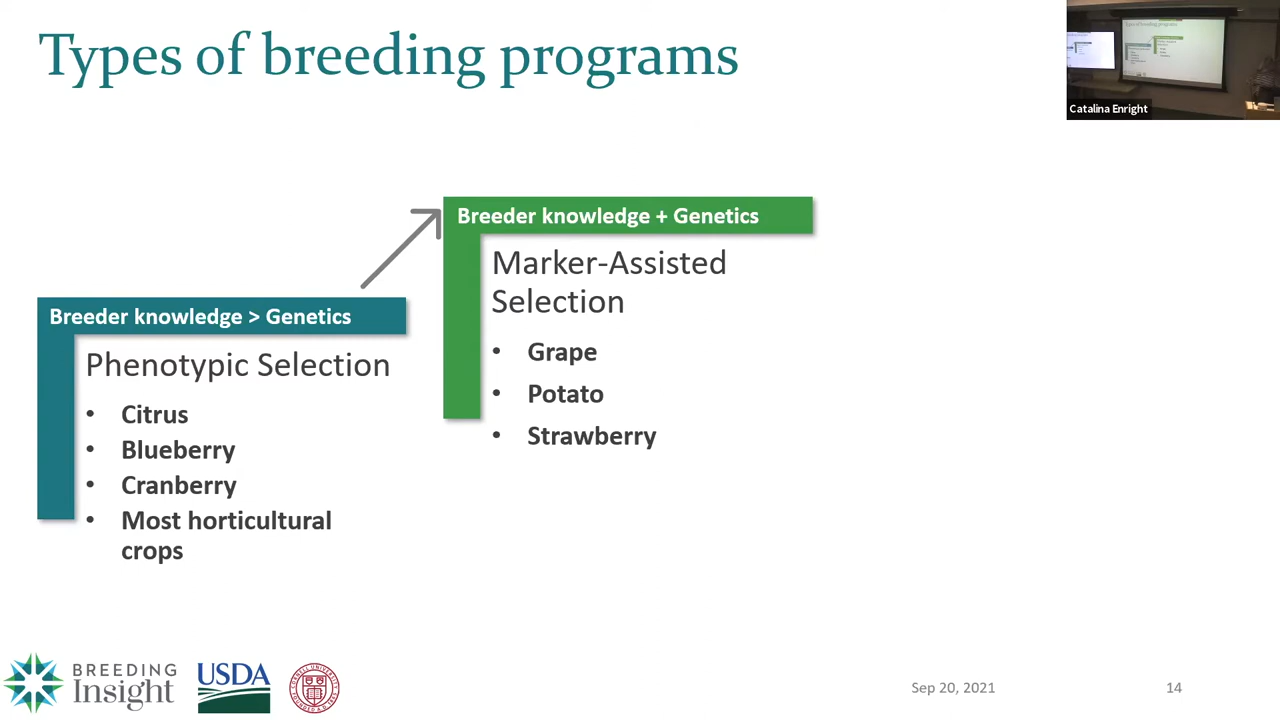 Types of breeding programs
Catalina Enright
Breeder knowledge + Genetics
Marker-Assisted
Selection
• Grape
• Potato
• Strawberry
Breeder knowledge > Genetics
Phenotypic Selection
• Citrus
• Blueberry
• Cranberry
• Most horticultural
crops
BREEDING
Insight
USDA
Sep 20, 2021
14